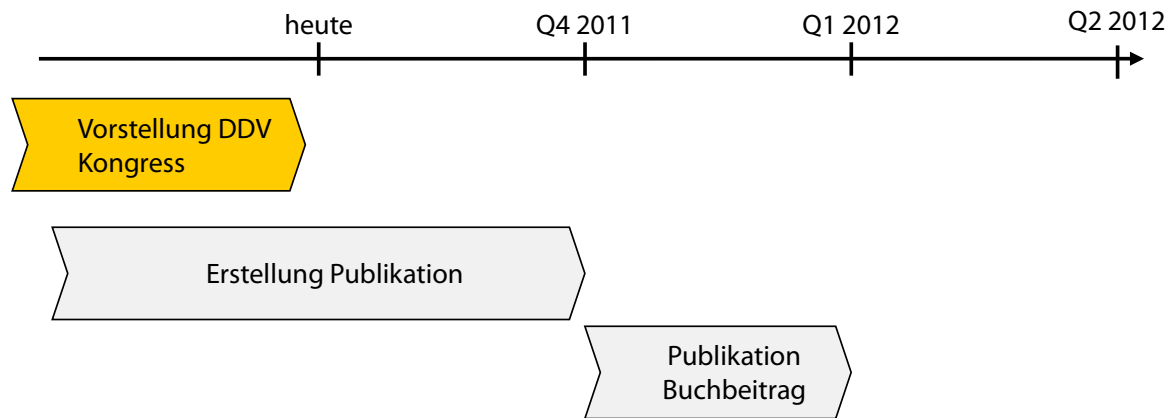 heute
Q4 2011
Q1 2012
Q2 2012
Vorstellung DDV
Kongress
Erstellung Publikation
Publikation
Buchbeitrag